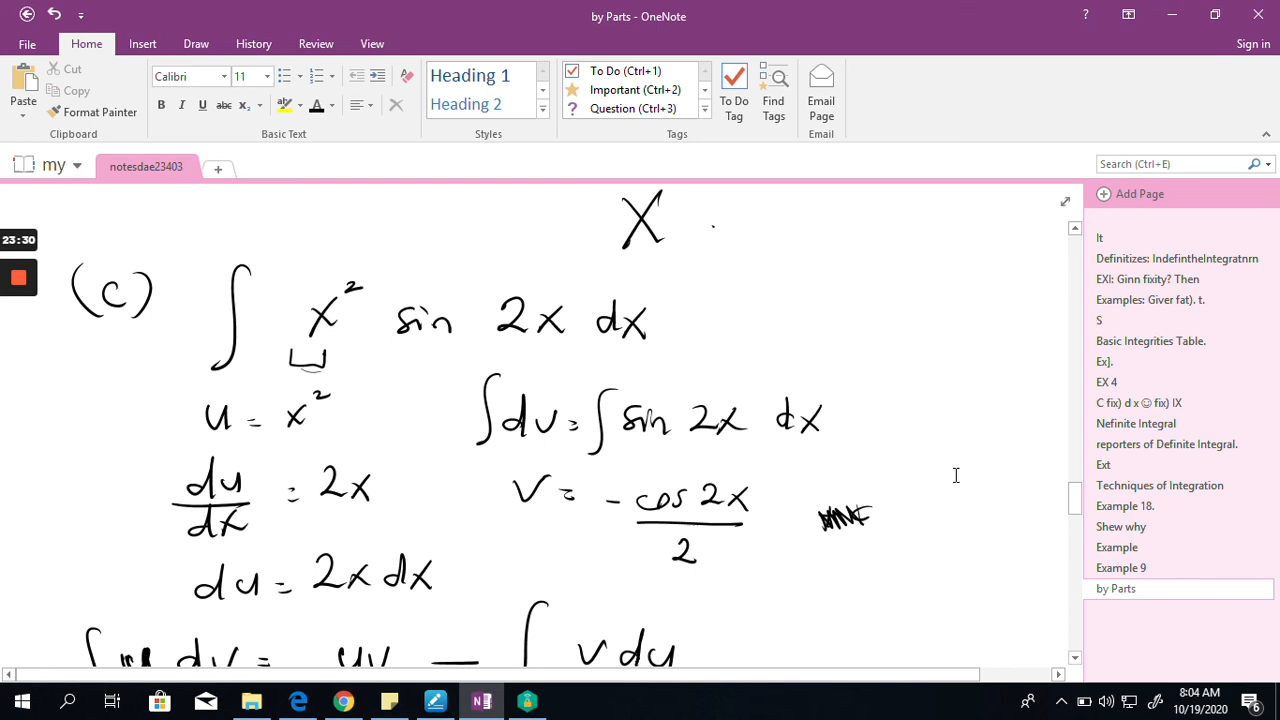 by Parts - OneNote
Sign in
File Home Insert Draw History Review View
Paste Cut Copy Format Painter Clipboard
Calibri 11 B I U abc x₂ A Basic Text
Heading 1 Heading 2 Styles
To Do (Ctrl+1)
Important (Ctrl+2)
Question (Ctrl+3)
To Do Tag Find Tags Tags
Email Page Email
my notesdae23403 +
Search (Ctrl+E)
23:30
X .
(c) ∫ x² sin 2x dx
u = x² ∫dv = ∫ sin 2x dx
du/dx = 2x v = - cos 2x / 2
du = 2x dx
dv = uv — ∫ v du
Add Page
It
Definitizes: IndefintheIntegratnrn
EXI: Ginn fixity? Then
Examples: Giver fat). t.
S
Basic Integrities Table.
Ex].
EX 4
C fix) d x ☺ fix) !X
Nefinite Integral
reporters of Definite Integral.
Ext
Techniques of Integration
Example 18.
Shew why
Example
Example 9
by Parts
8:04 AM
10/19/2020
6